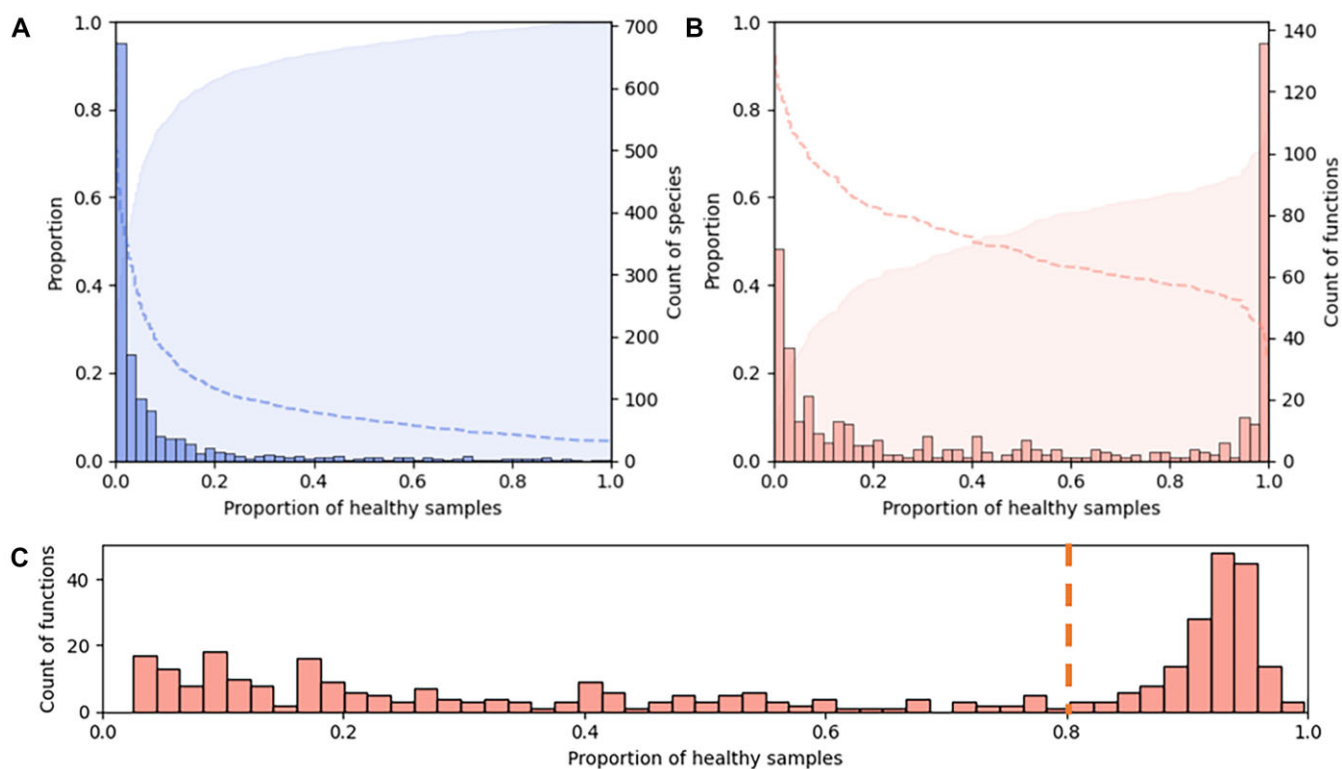 A
1.0
0.8
0.6
0.4
0.2
0.0
Proportion
700
600
500
400
300
200
100
0
Count of species
0.0 0.2 0.4 0.6 0.8 1.0
Proportion of healthy samples
B
1.0
0.8
0.6
0.4
0.2
0.0
Proportion
140
120
100
80
60
40
20
0
Count of functions
0.0 0.2 0.4 0.6 0.8 1.0
Proportion of healthy samples
C
40
20
0
Count of functions
0.0 0.2 0.4 0.6 0.8 1.0
Proportion of healthy samples